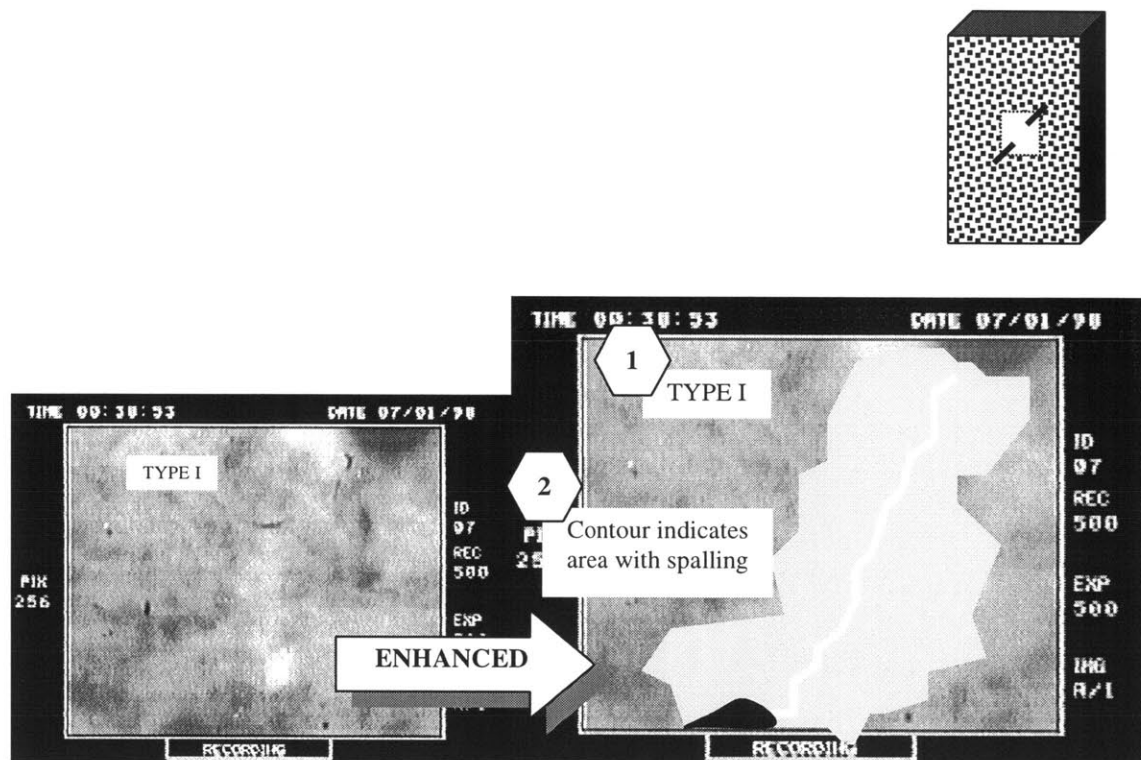 TIME 00:30:53 DATE 07/01/98
TYPE I
PIX
256
ID
07
REC
500
EXP
RECORDING
ENHANCED
TIME 00:30:53 DATE 07/01/98
1
TYPE I
2
Contour indicates
area with spalling
ID
07
REC
500
EXP
500
IMG
A/I
RECORDING